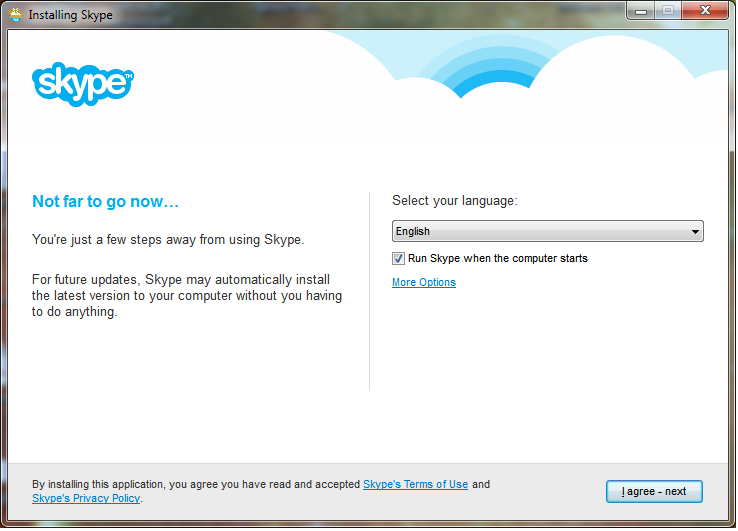 Installing Skype
skype™
Not far to go now…
You're just a few steps away from using Skype.
For future updates, Skype may automatically install
the latest version to your computer without you having
to do anything.
Select your language:
English
Run Skype when the computer starts
More Options
By installing this application, you agree you have read and accepted Skype's Terms of Use and
Skype's Privacy Policy.
I agree - next